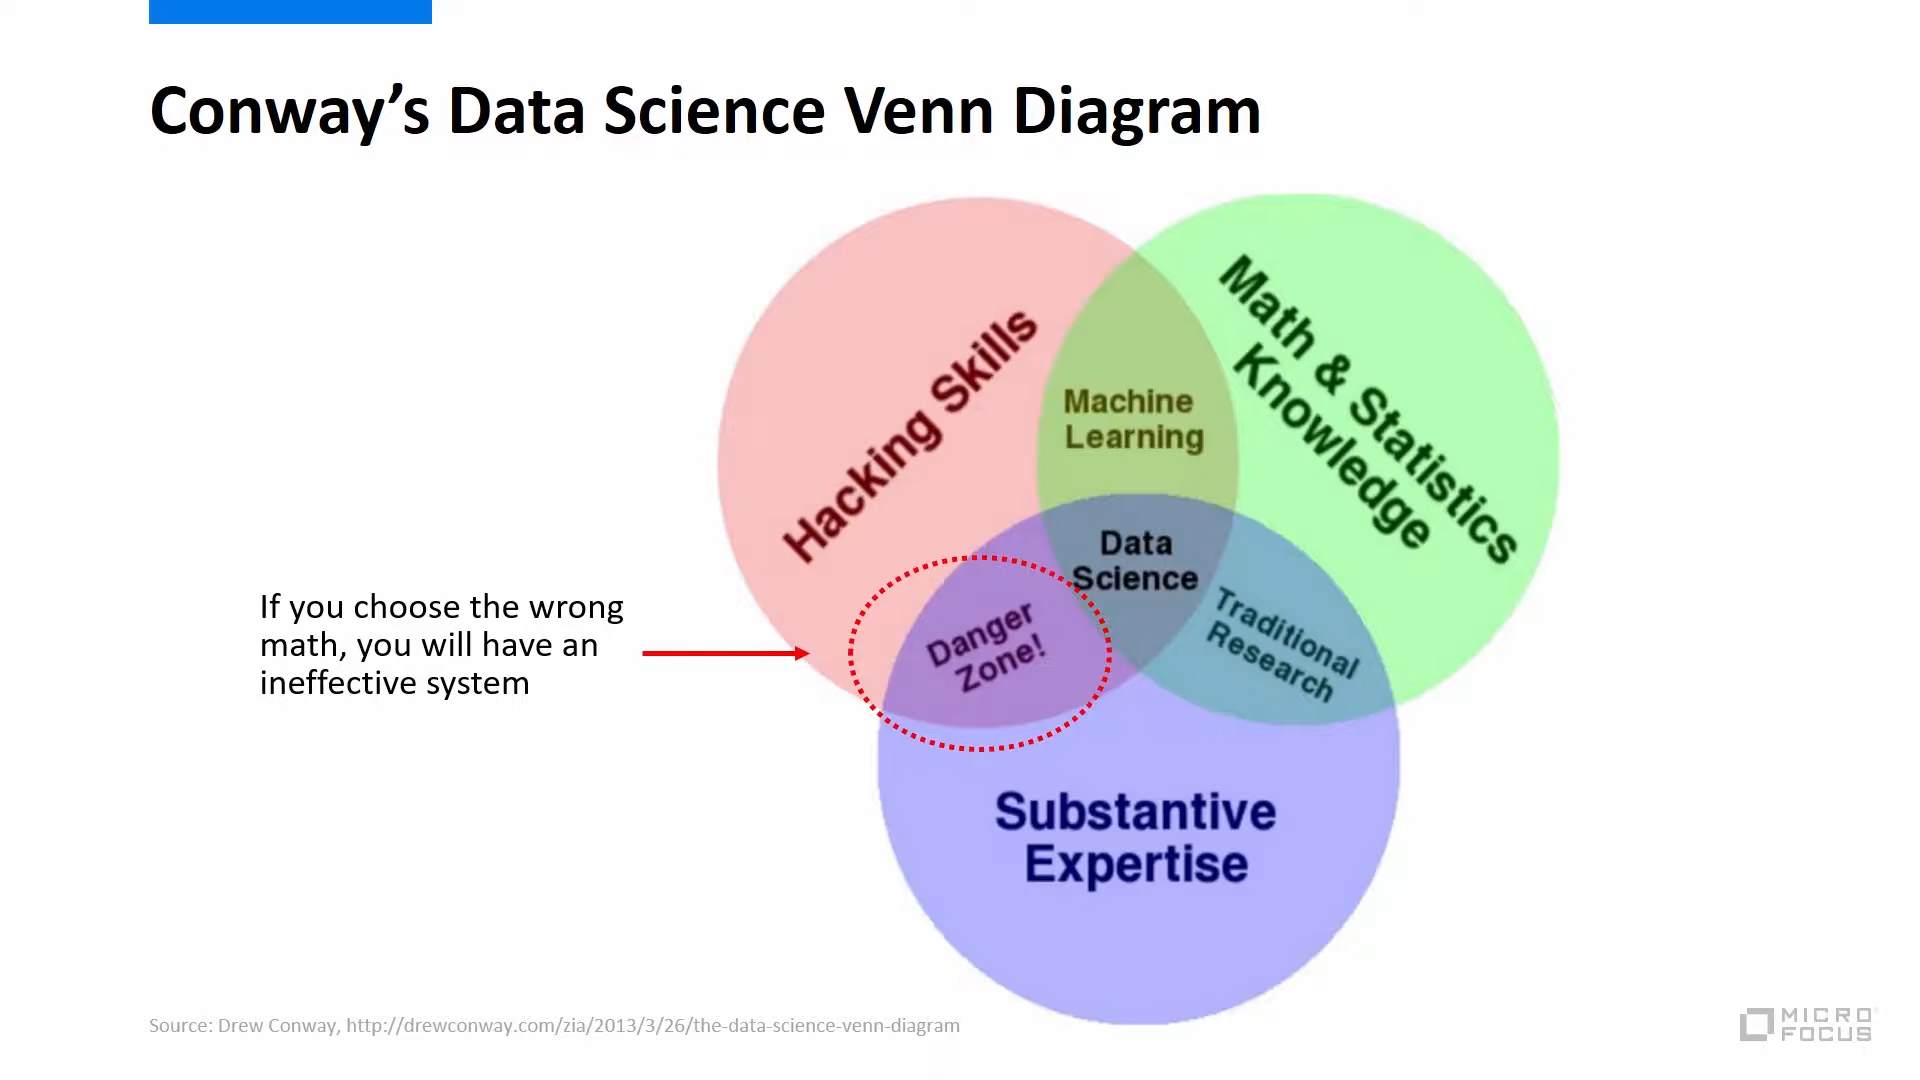 Conway’s Data Science Venn Diagram
Hacking Skills
Math & Statistics
Knowledge
Machine
Learning
Data
Science
Danger
Zone!
Traditional
Research
Substantive
Expertise
If you choose the wrong
math, you will have an
ineffective system
Source: Drew Conway, http://drewconway.com/zia/2013/3/26/the-data-science-venn-diagram
MICRO
FOCUS